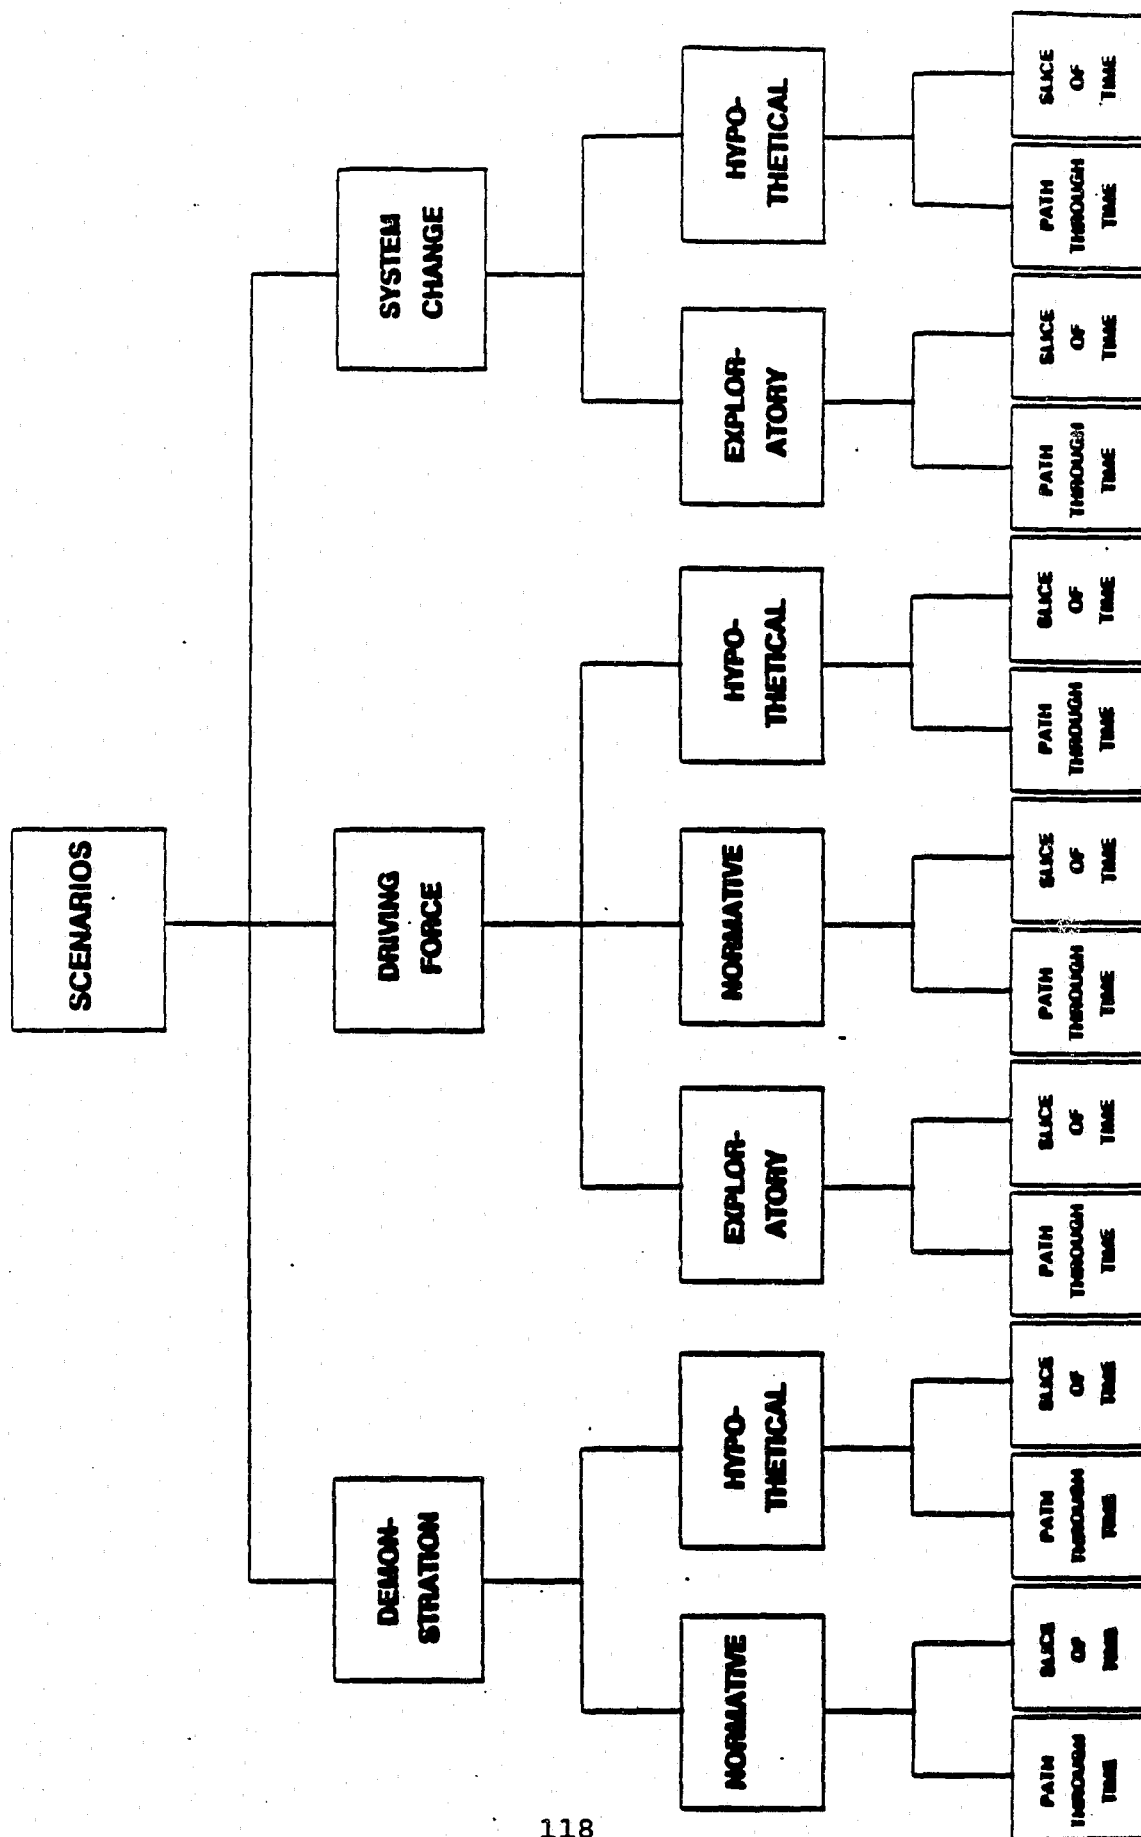 SCENARIOS
DEMON-
STRATION
DRIVING
FORCE
SYSTEM
CHANGE
NORMATIVE
HYPO-
THETICAL
EXPLOR-
ATORY
NORMATIVE
HYPO-
THETICAL
EXPLOR-
ATORY
HYPO-
THETICAL
PATH
THROUGH
TIME
SLICE
OF
TIME
PATH
THROUGH
TIME
SLICE
OF
TIME
PATH
THROUGH
TIME
SLICE
OF
TIME
PATH
THROUGH
TIME
SLICE
OF
TIME
PATH
THROUGH
TIME
SLICE
OF
TIME
PATH
THROUGH
TIME
SLICE
OF
TIME
PATH
THROUGH
TIME
SLICE
OF
TIME
118